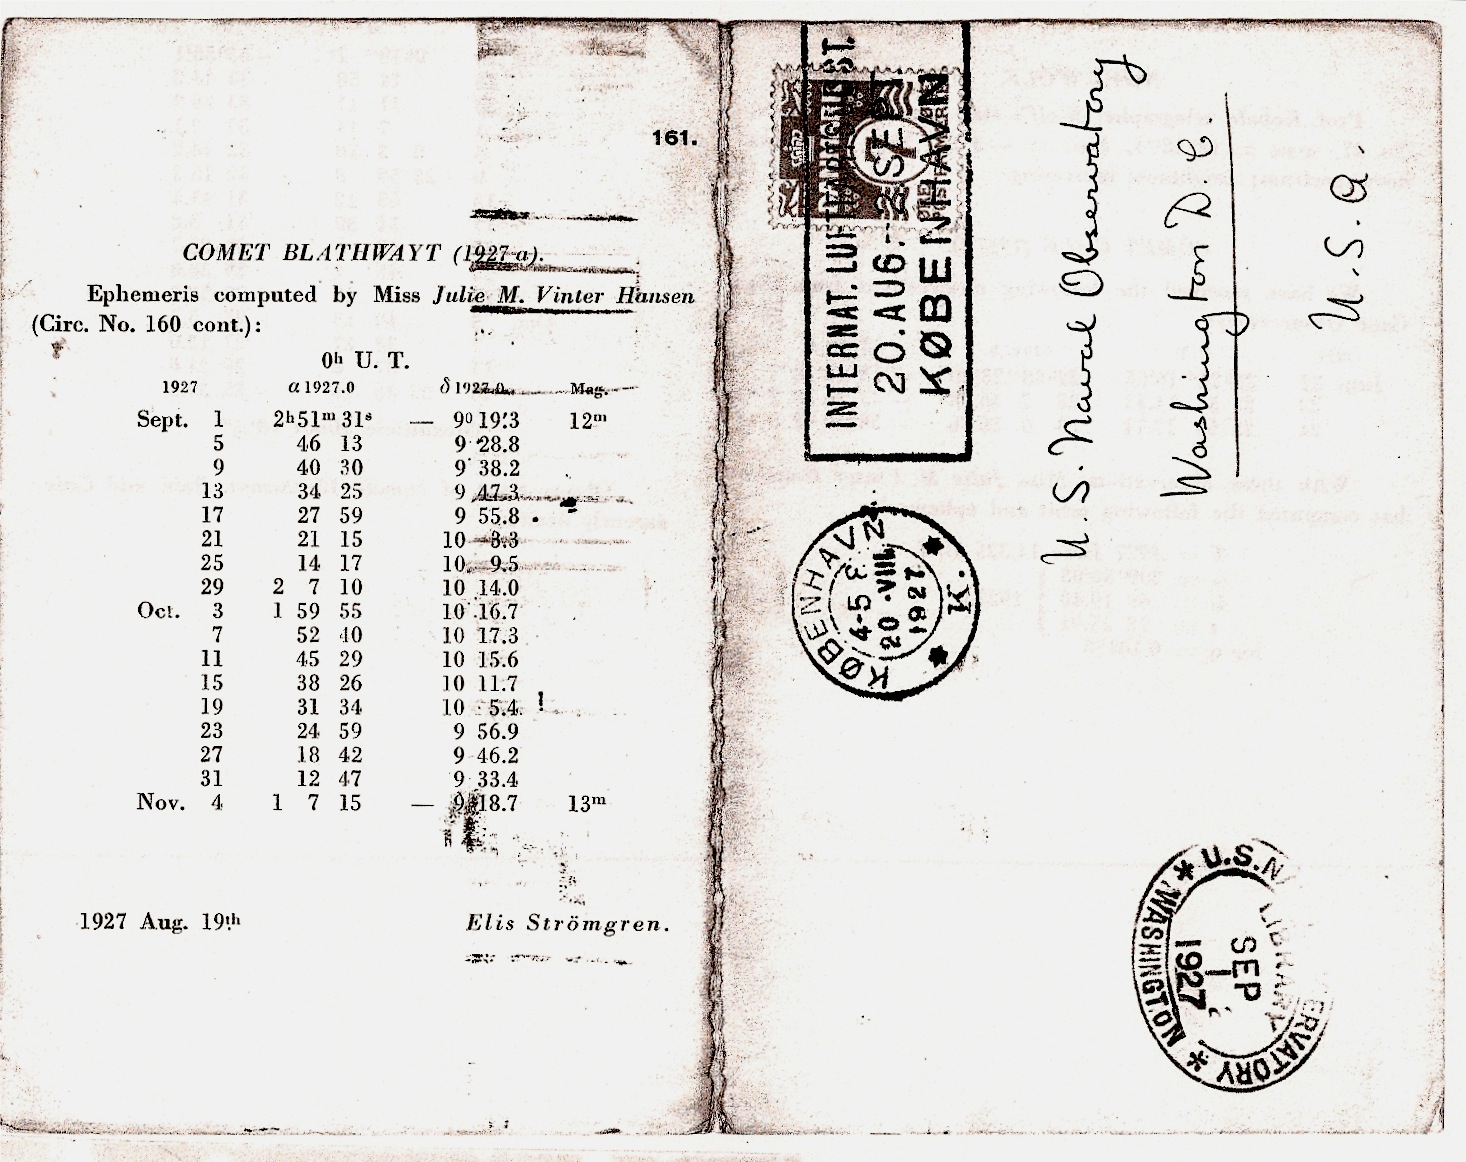 161.
COMET BLATHWAYT (1927 a).
Ephemeris computed by Miss Julie M. Vinter Hansen
(Circ. No. 160 cont.):
0h U. T.
1927 α 1927.0 δ 1927.0 Mag.
Sept. 1 2h 51m 31s — 9° 19′.3 12m
5 46 13 9 28.8
9 40 30 9 38.2
13 34 25 9 47.3
17 27 59 9 55.8
21 21 15 10 3.3
25 14 17 10 9.5
29 2 7 10 10 14.0
Oct. 3 1 59 55 10 16.7
7 52 40 10 17.3
11 45 29 10 15.6
15 38 26 10 11.7
19 31 34 10 5.4
23 24 59 9 56.9
27 18 42 9 46.2
31 12 47 9 33.4
Nov. 4 1 7 15 — 9 18.7 13m
1927 Aug. 19th Elis Strömgren.
INTERNAT. LUFTFARTSUDST.
20. AUG:- SEPT
KØBENHAVN
7
KØBENHAVN
4-5 E
20.VIII.
1927
K.
U.S. Naval Observatory
Washington D.C
U.S.A.
U.S.N
ERVATORY
WASHINGTON
LIBRARY
SEP
1
1927